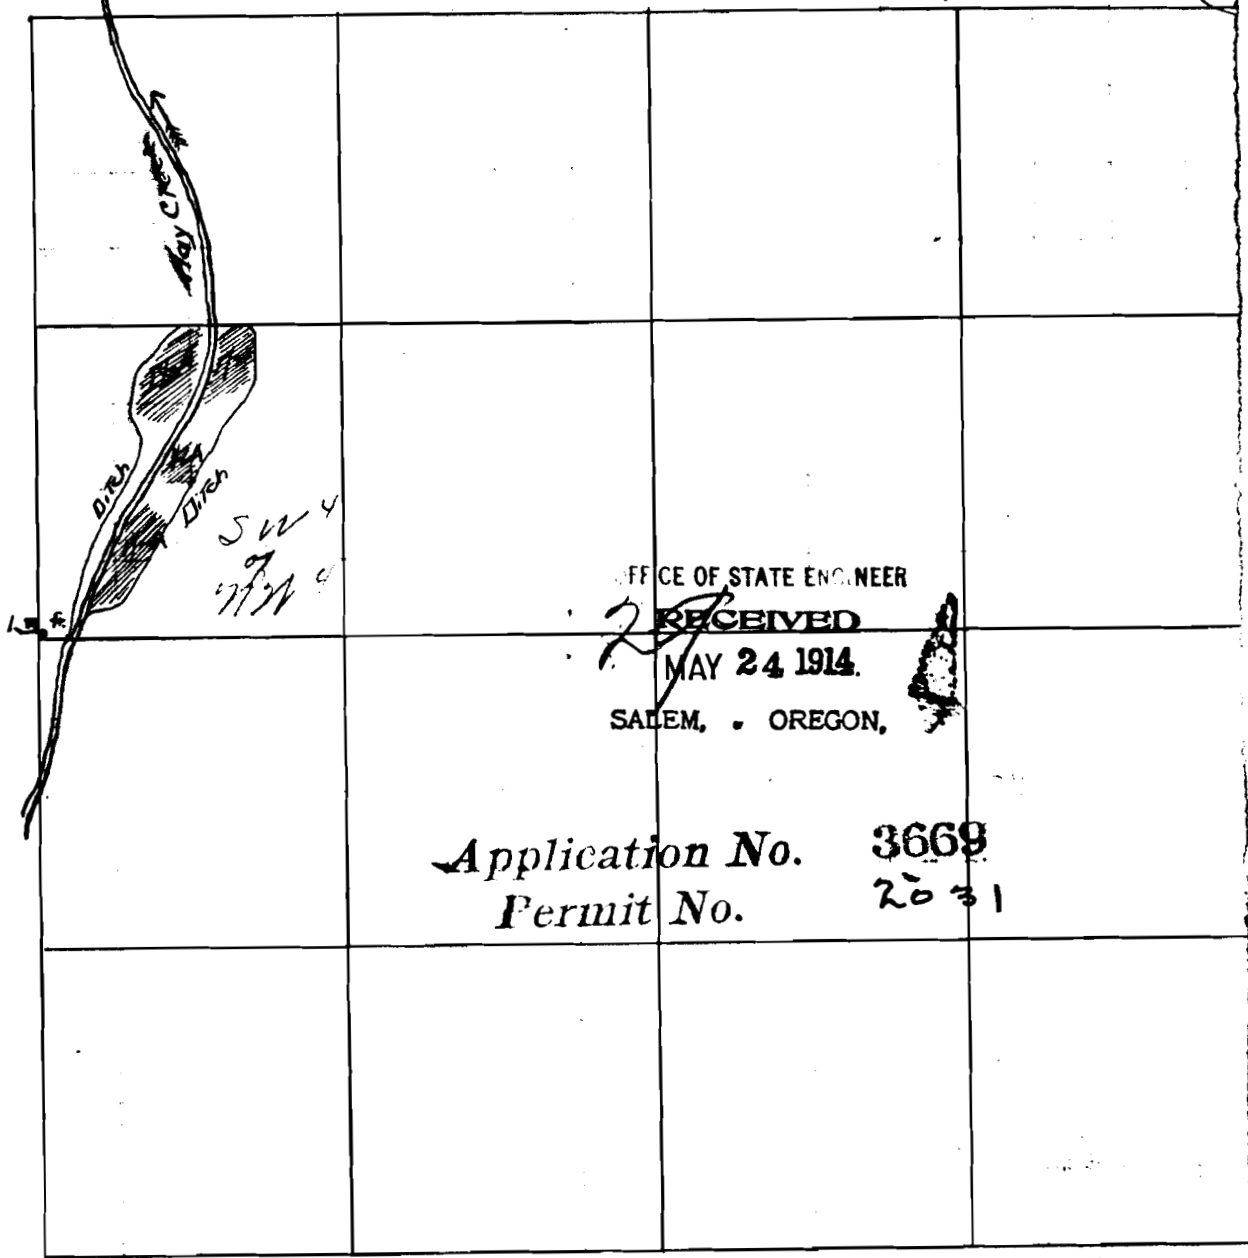 Hay Creek
Ditch
Ditch
SW 4
of
NW 4
OFFICE OF STATE ENGINEER
RECEIVED
MAY 24 1914.
SALEM, . OREGON,
Application No. 3669
Permit No. 2031